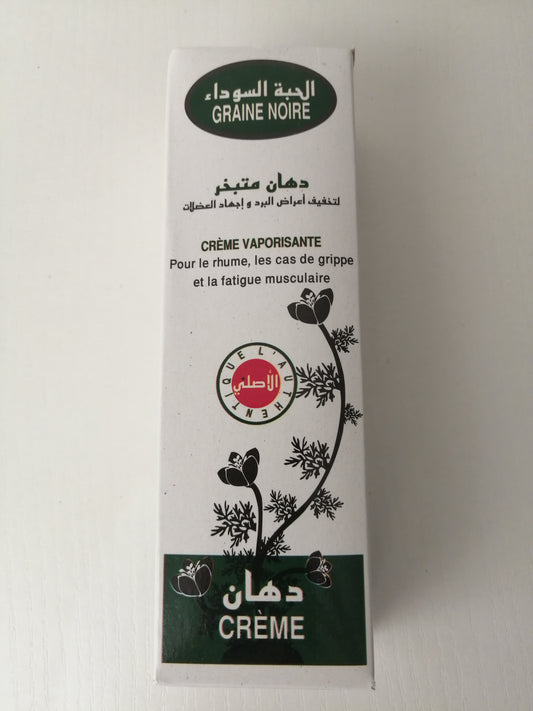 الحبة السوداء
GRAINE NOIRE
دهان متبخر
لتخفيف أعراض البرد و إجهاد العضلات
CRÈME VAPORISANTE
Pour le rhume, les cas de grippe
et la fatigue musculaire
L'AUTHENTIQUE
الأصلي
دهان
CRÈME